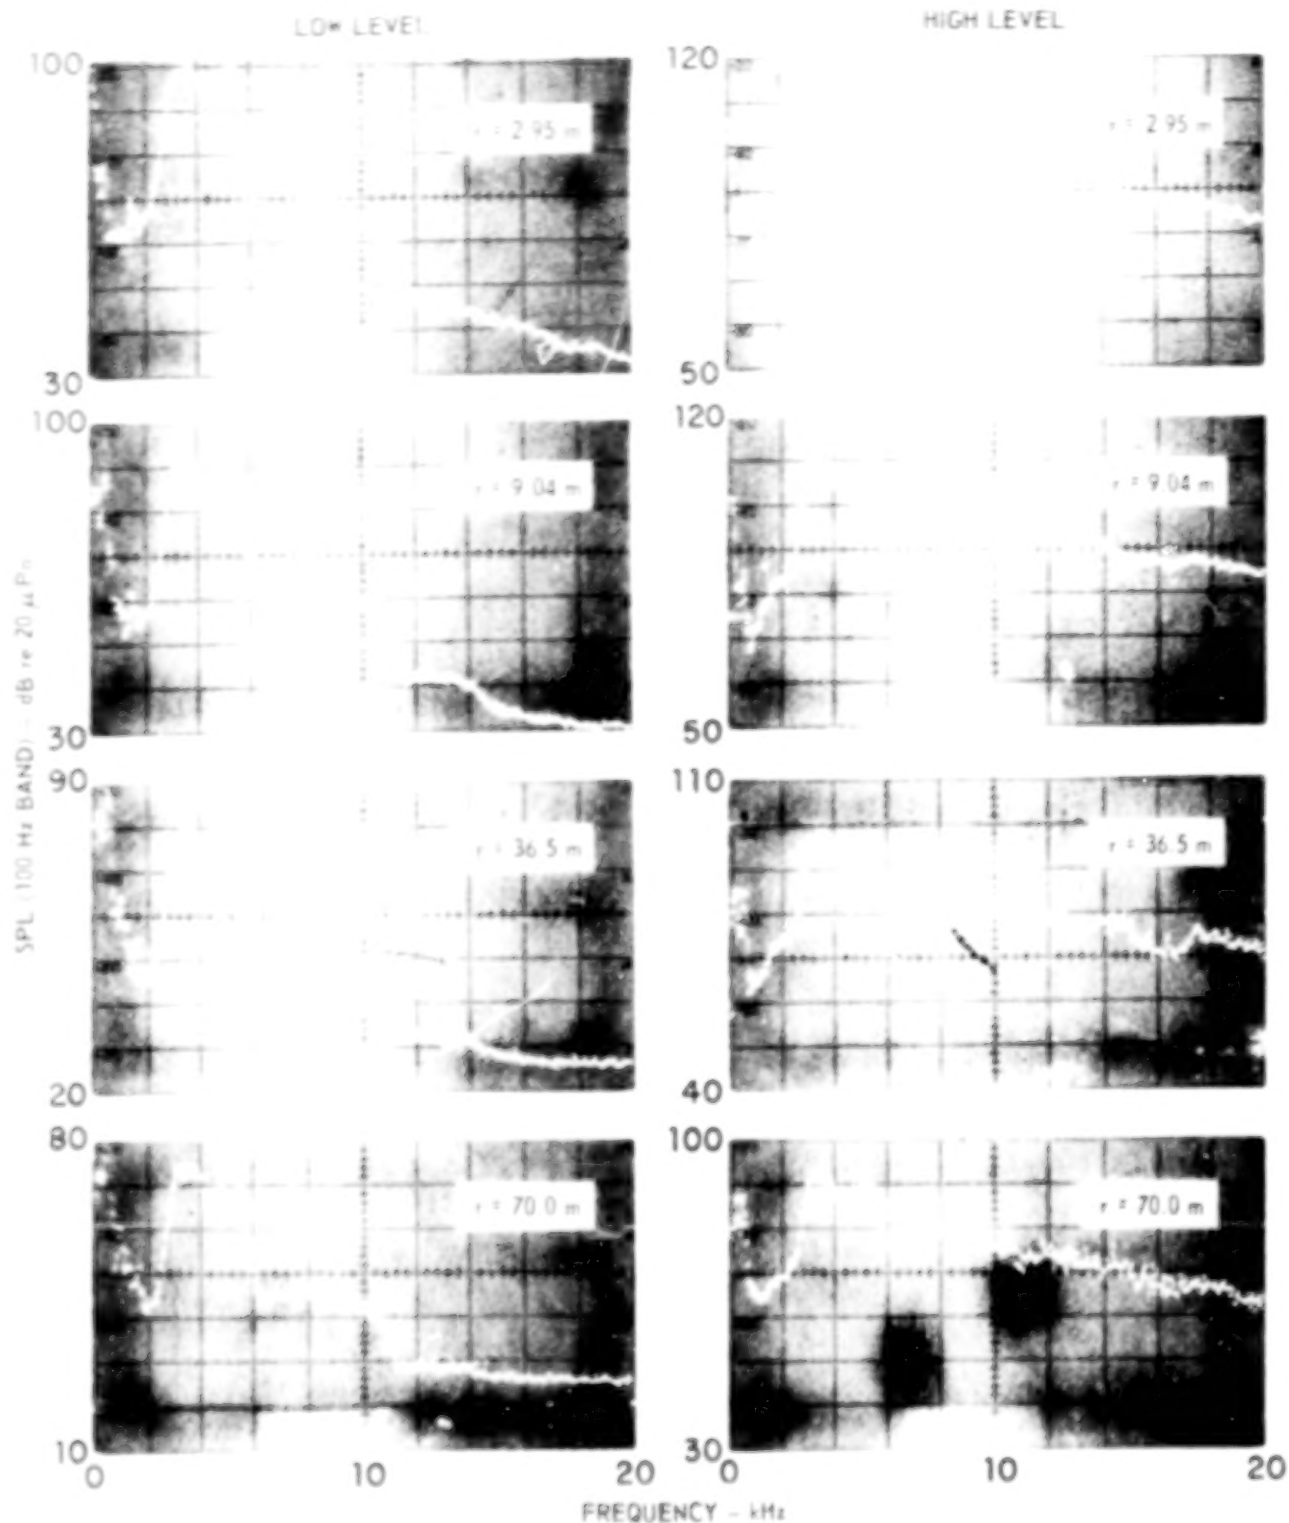 LOW LEVEL
HIGH LEVEL
100
120
r = 2.95 m
r = 2.95 m
30
50
100
120
r = 9.04 m
r = 9.04 m
30
50
SPL (100 Hz BAND) - dB re 20 μPa
90
110
r = 36.5 m
r = 36.5 m
20
40
80
100
r = 70.0 m
r = 70.0 m
10
30
0
10
20
0
10
20
FREQUENCY - kHz